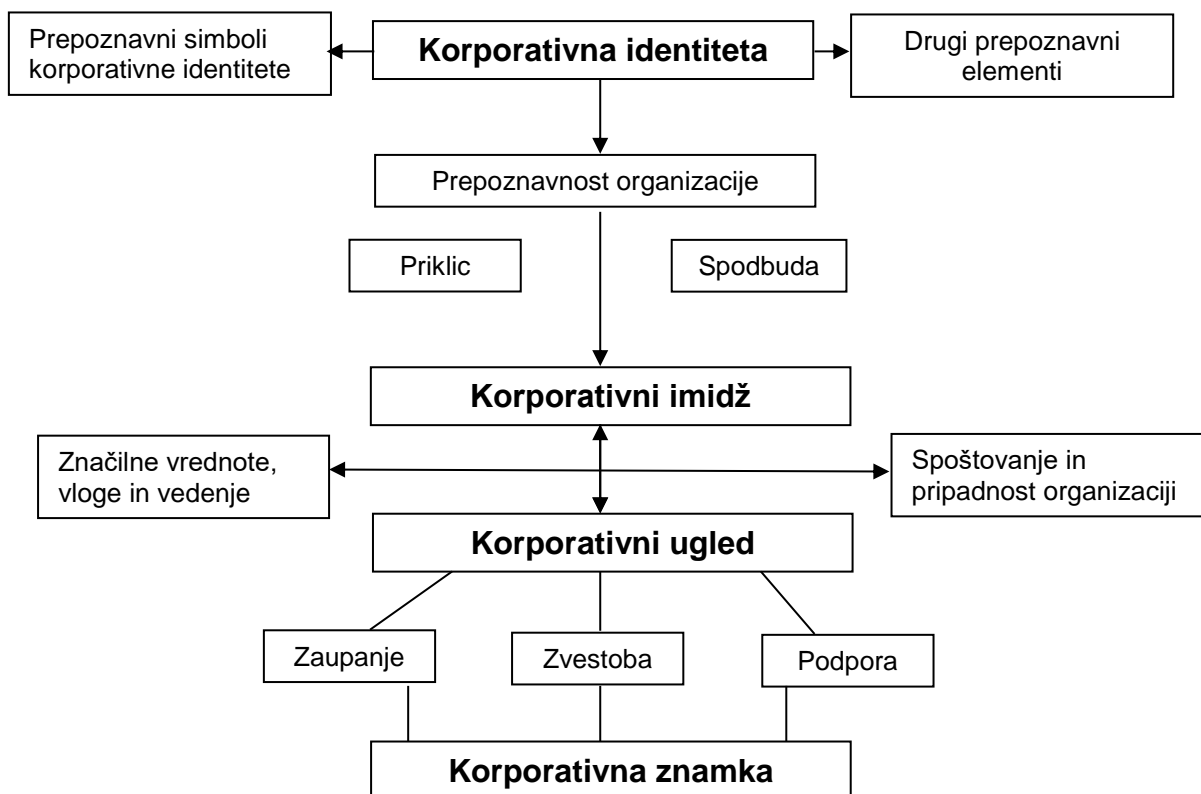 Prepoznavni simboli
korporativne identitete
Korporativna identiteta
Drugi prepoznavni
elementi
Prepoznavnost organizacije
Priklic
Spodbuda
Korporativni imidž
Značilne vrednote,
vloge in vedenje
Spoštovanje in
pripadnost organizaciji
Korporativni ugled
Zaupanje
Zvestoba
Podpora
Korporativna znamka